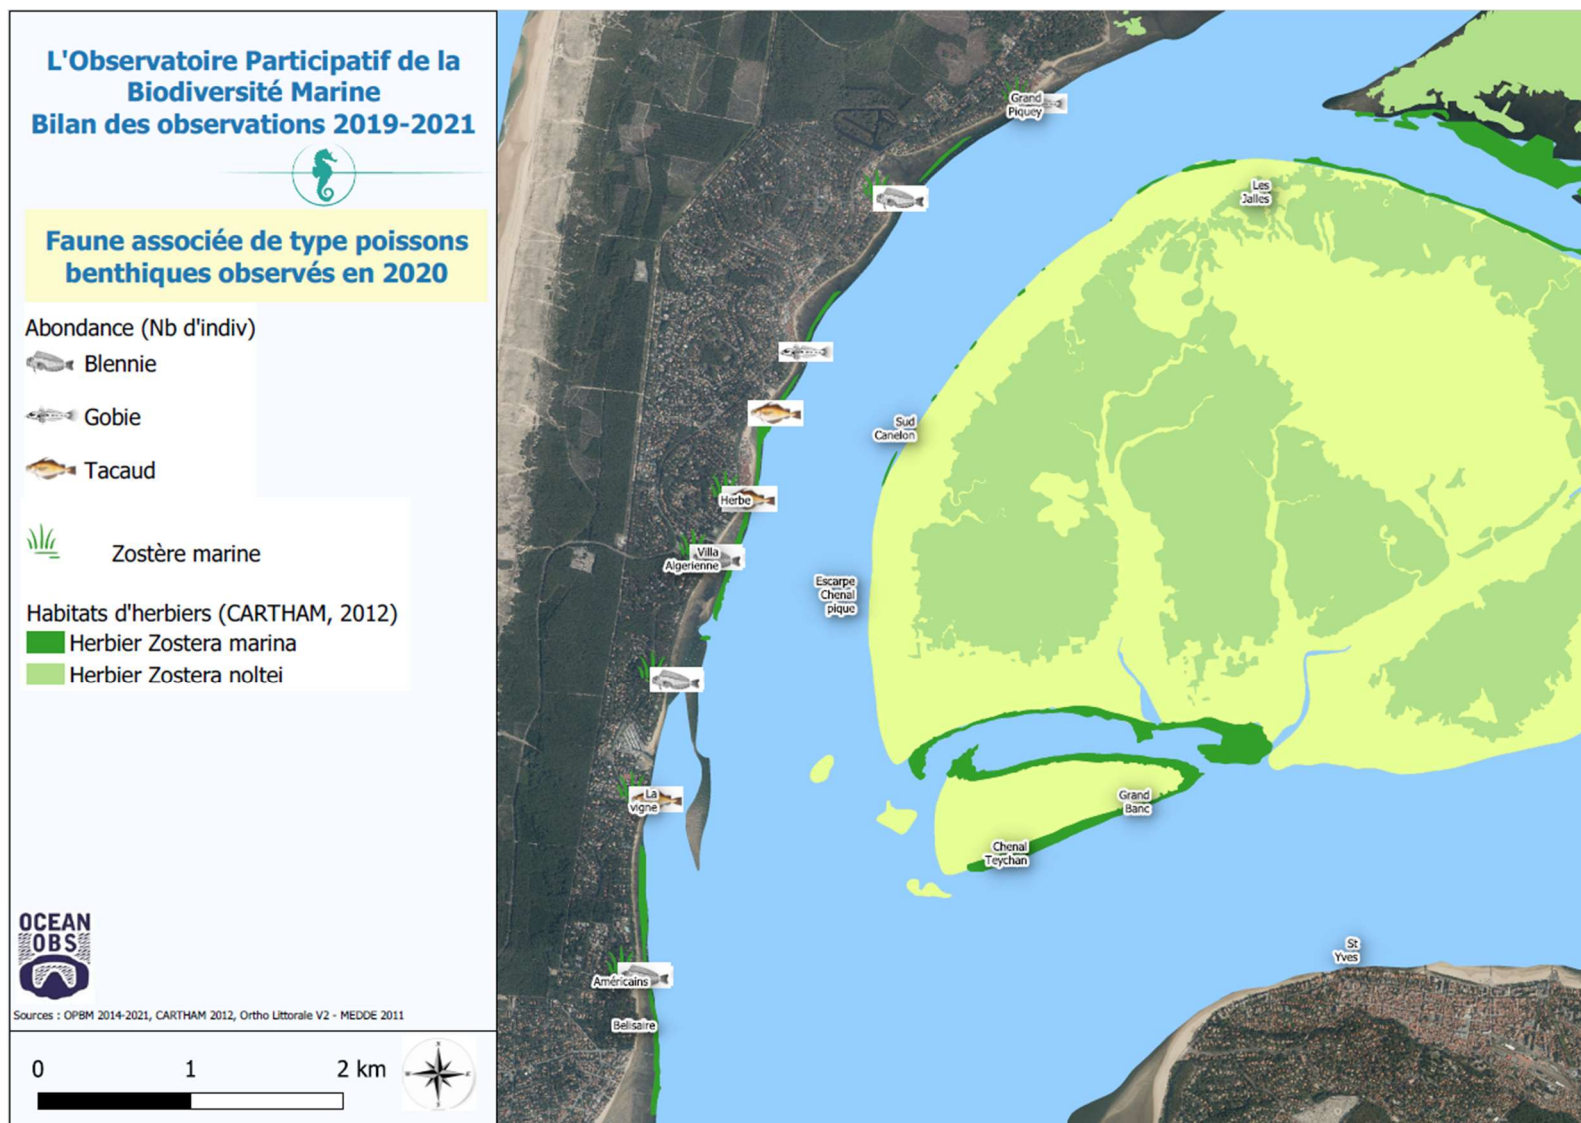 L'Observatoire Participatif de la
Biodiversité Marine
Bilan des observations 2019-2021
Faune associée de type poissons
benthiques observés en 2020
Abondance (Nb d'indiv)
Blennie
Gobie
Tacaud
Zostère marine
Habitats d'herbiers (CARTHAM, 2012)
Herbier Zostera marina
Herbier Zostera noltei
OCEAN
OBS
Sources : OPBM 2014-2021, CARTHAM 2012, Ortho Littorale V2 - MEDDE 2011
0 1 2 km
N
W E
S
Grand
Piquey
Les
Jalles
Sud
Canelon
Herbe
Villa
Algerienne
Escarpe
Chenal
pique
La
vigne
Grand
Banc
Chenal
Teychan
St
Yves
Américains
Belisaire